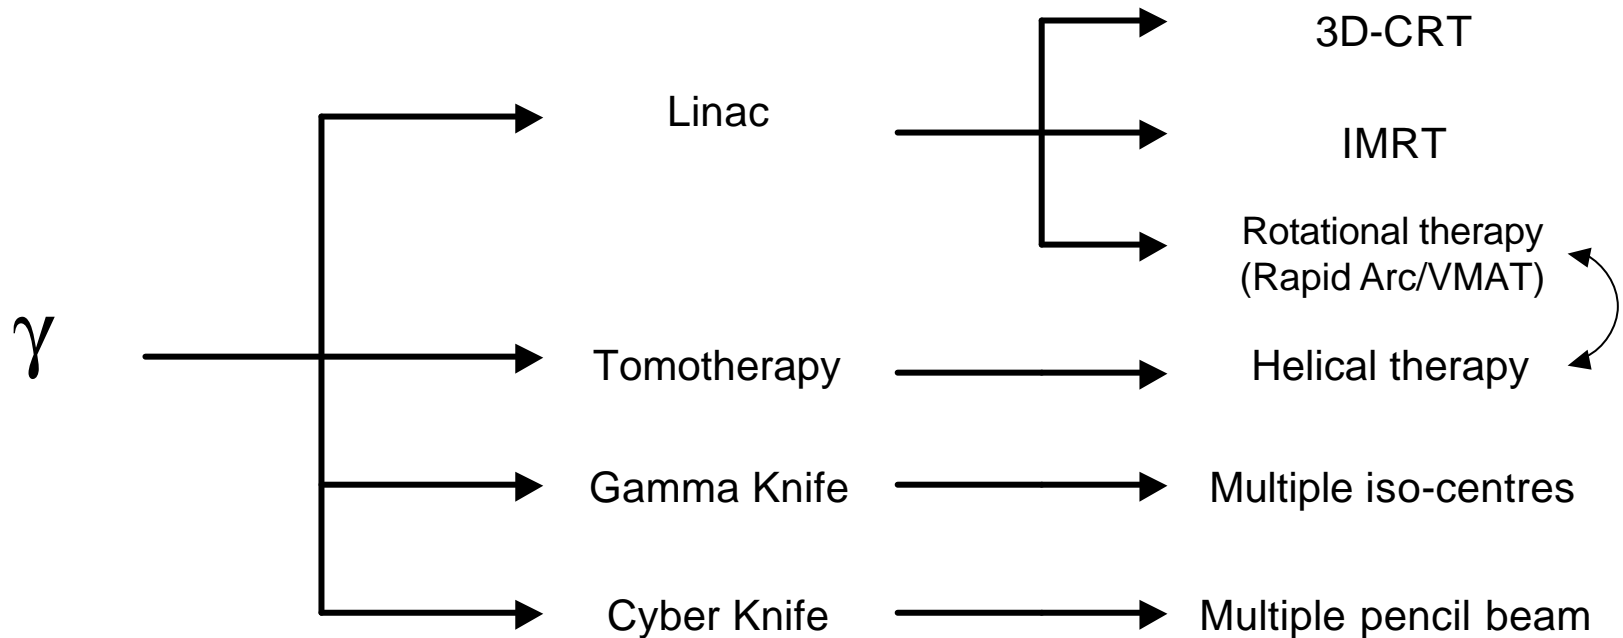 3D-CRT
Linac
IMRT
Rotational therapy
(Rapid Arc/VMAT)
γ
Tomotherapy
Helical therapy
Gamma Knife
Multiple iso-centres
Cyber Knife
Multiple pencil beam